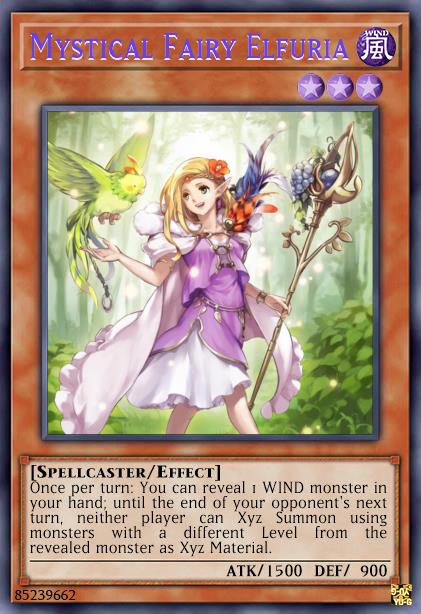 Mystical Fairy Elfuria
WIND
風
[Spellcaster/Effect]
Once per turn: You can reveal 1 WIND monster in
your hand; until the end of your opponent's next
turn, neither player can Xyz Summon using
monsters with a different Level from the
revealed monster as Xyz Material.
ATK/1500 DEF/ 900
85239662